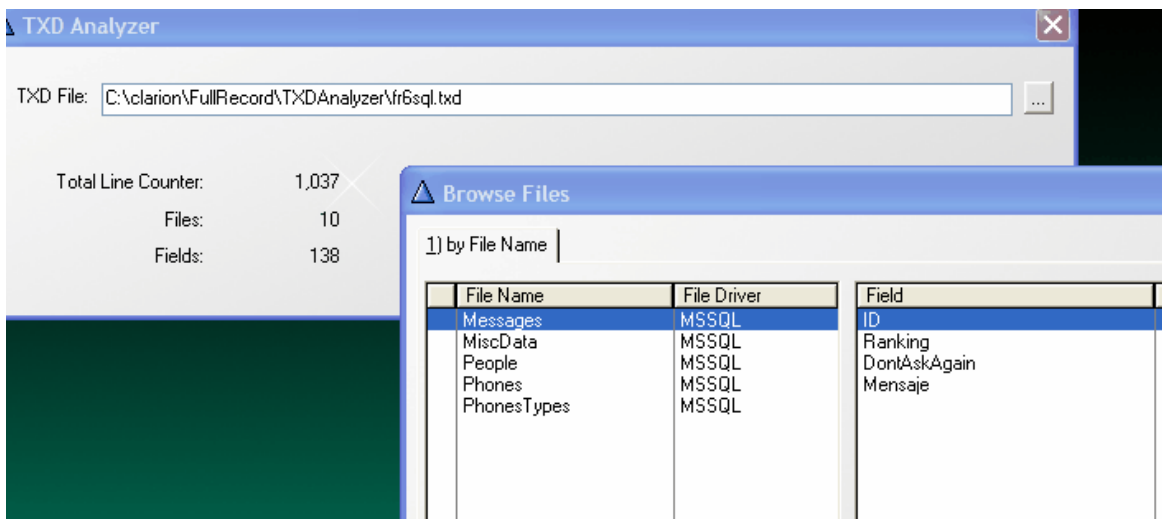 TXD Analyzer
TXD File: C:\clarion\FullRecord\TXDAnalyzer\fr6sql.txd ...
Total Line Counter: 1,037
Files: 10
Fields: 138
Browse Files
1) by File Name
File Name File Driver Field
Messages MSSQL ID
MiscData MSSQL Ranking
People MSSQL DontAskAgain
Phones MSSQL Mensaje
PhonesTypes MSSQL